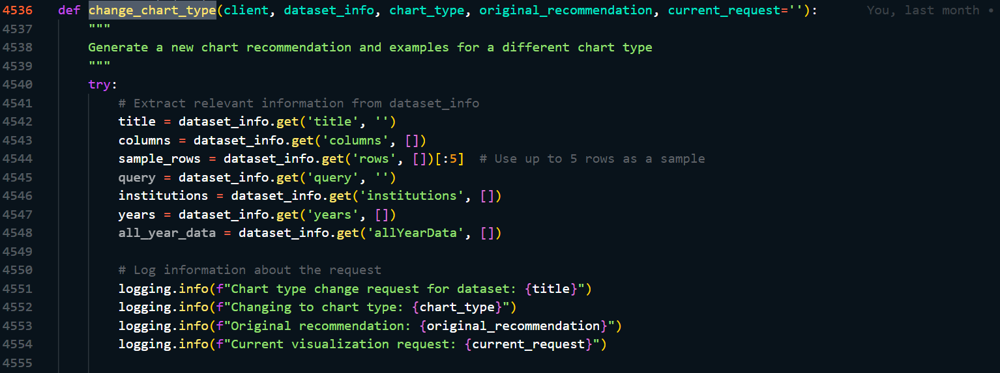 4536 def change_chart_type(client, dataset_info, chart_type, original_recommendation, current_request=''): You, last month •
4537 """
4538 Generate a new chart recommendation and examples for a different chart type
4539 """
4540 try:
4541 # Extract relevant information from dataset_info
4542 title = dataset_info.get('title', '')
4543 columns = dataset_info.get('columns', [])
4544 sample_rows = dataset_info.get('rows', [])[:5]  # Use up to 5 rows as a sample
4545 query = dataset_info.get('query', '')
4546 institutions = dataset_info.get('institutions', [])
4547 years = dataset_info.get('years', [])
4548 all_year_data = dataset_info.get('allYearData', [])
4549
4550 # Log information about the request
4551 logging.info(f"Chart type change request for dataset: {title}")
4552 logging.info(f"Changing to chart type: {chart_type}")
4553 logging.info(f"Original recommendation: {original_recommendation}")
4554 logging.info(f"Current visualization request: {current_request}")
4555